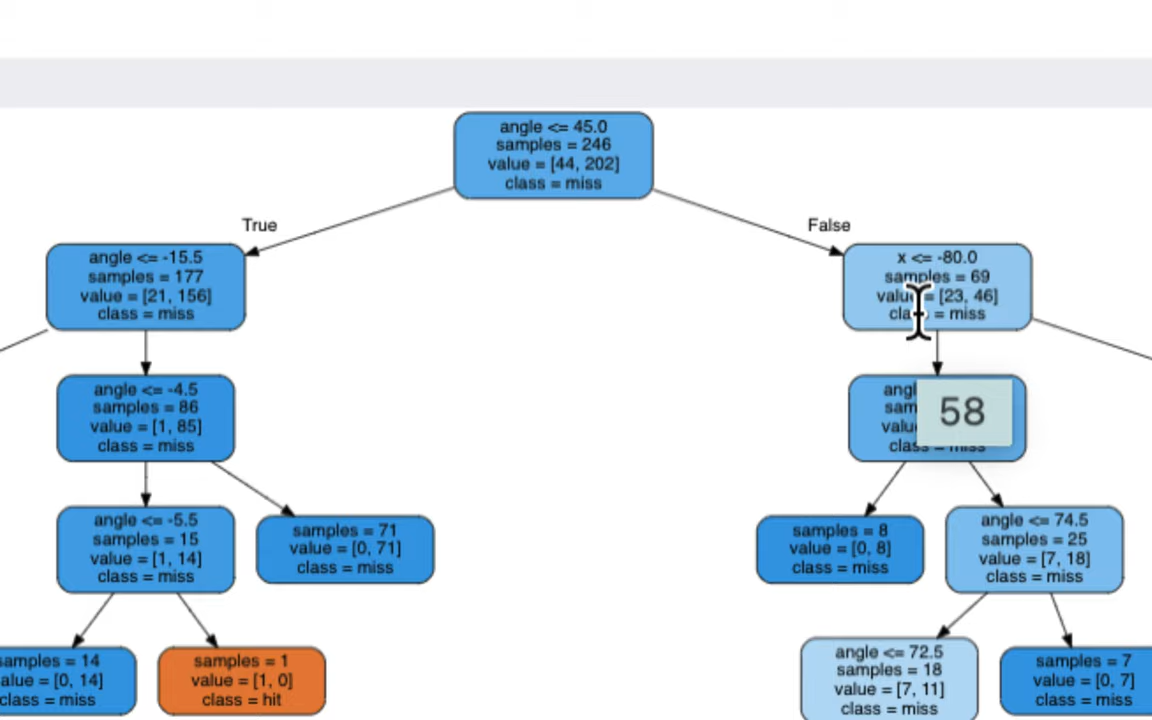 angle <= 45.0
samples = 246
value = [44, 202]
class = miss
True
False
angle <= -15.5
samples = 177
value = [21, 156]
class = miss
x <= -80.0
samples = 69
= [23, 46]
= miss
angle <= -4.5
samples = 86
value = [1, 85]
class = miss
58
angle <= -5.5
samples = 15
value = [1, 14]
class = miss
samples = 71
value = [0, 71]
class = miss
samples = 8
value = [0, 8]
class = miss
angle <= 74.5
samples = 25
value = [7, 18]
class = miss
samples = 14
value = [0, 14]
class = miss
samples = 1
value = [1, 0]
class = hit
angle <= 72.5
samples = 18
value = [7, 11]
class = miss
samples = 7
value = [0, 7]
class = miss